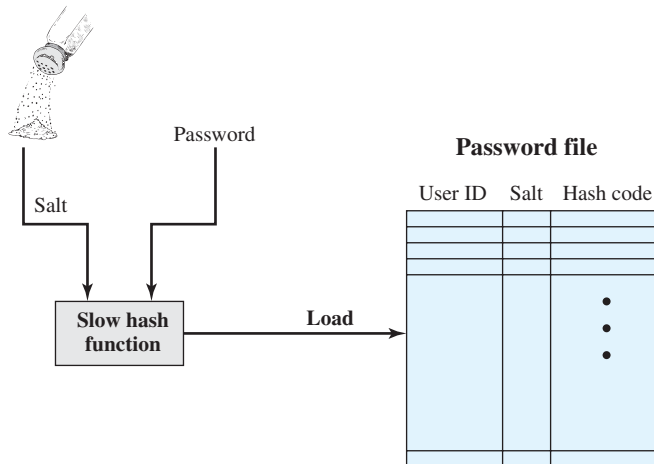 Password
Password file
User ID Salt Hash code
Salt
Slow hash
function
Load